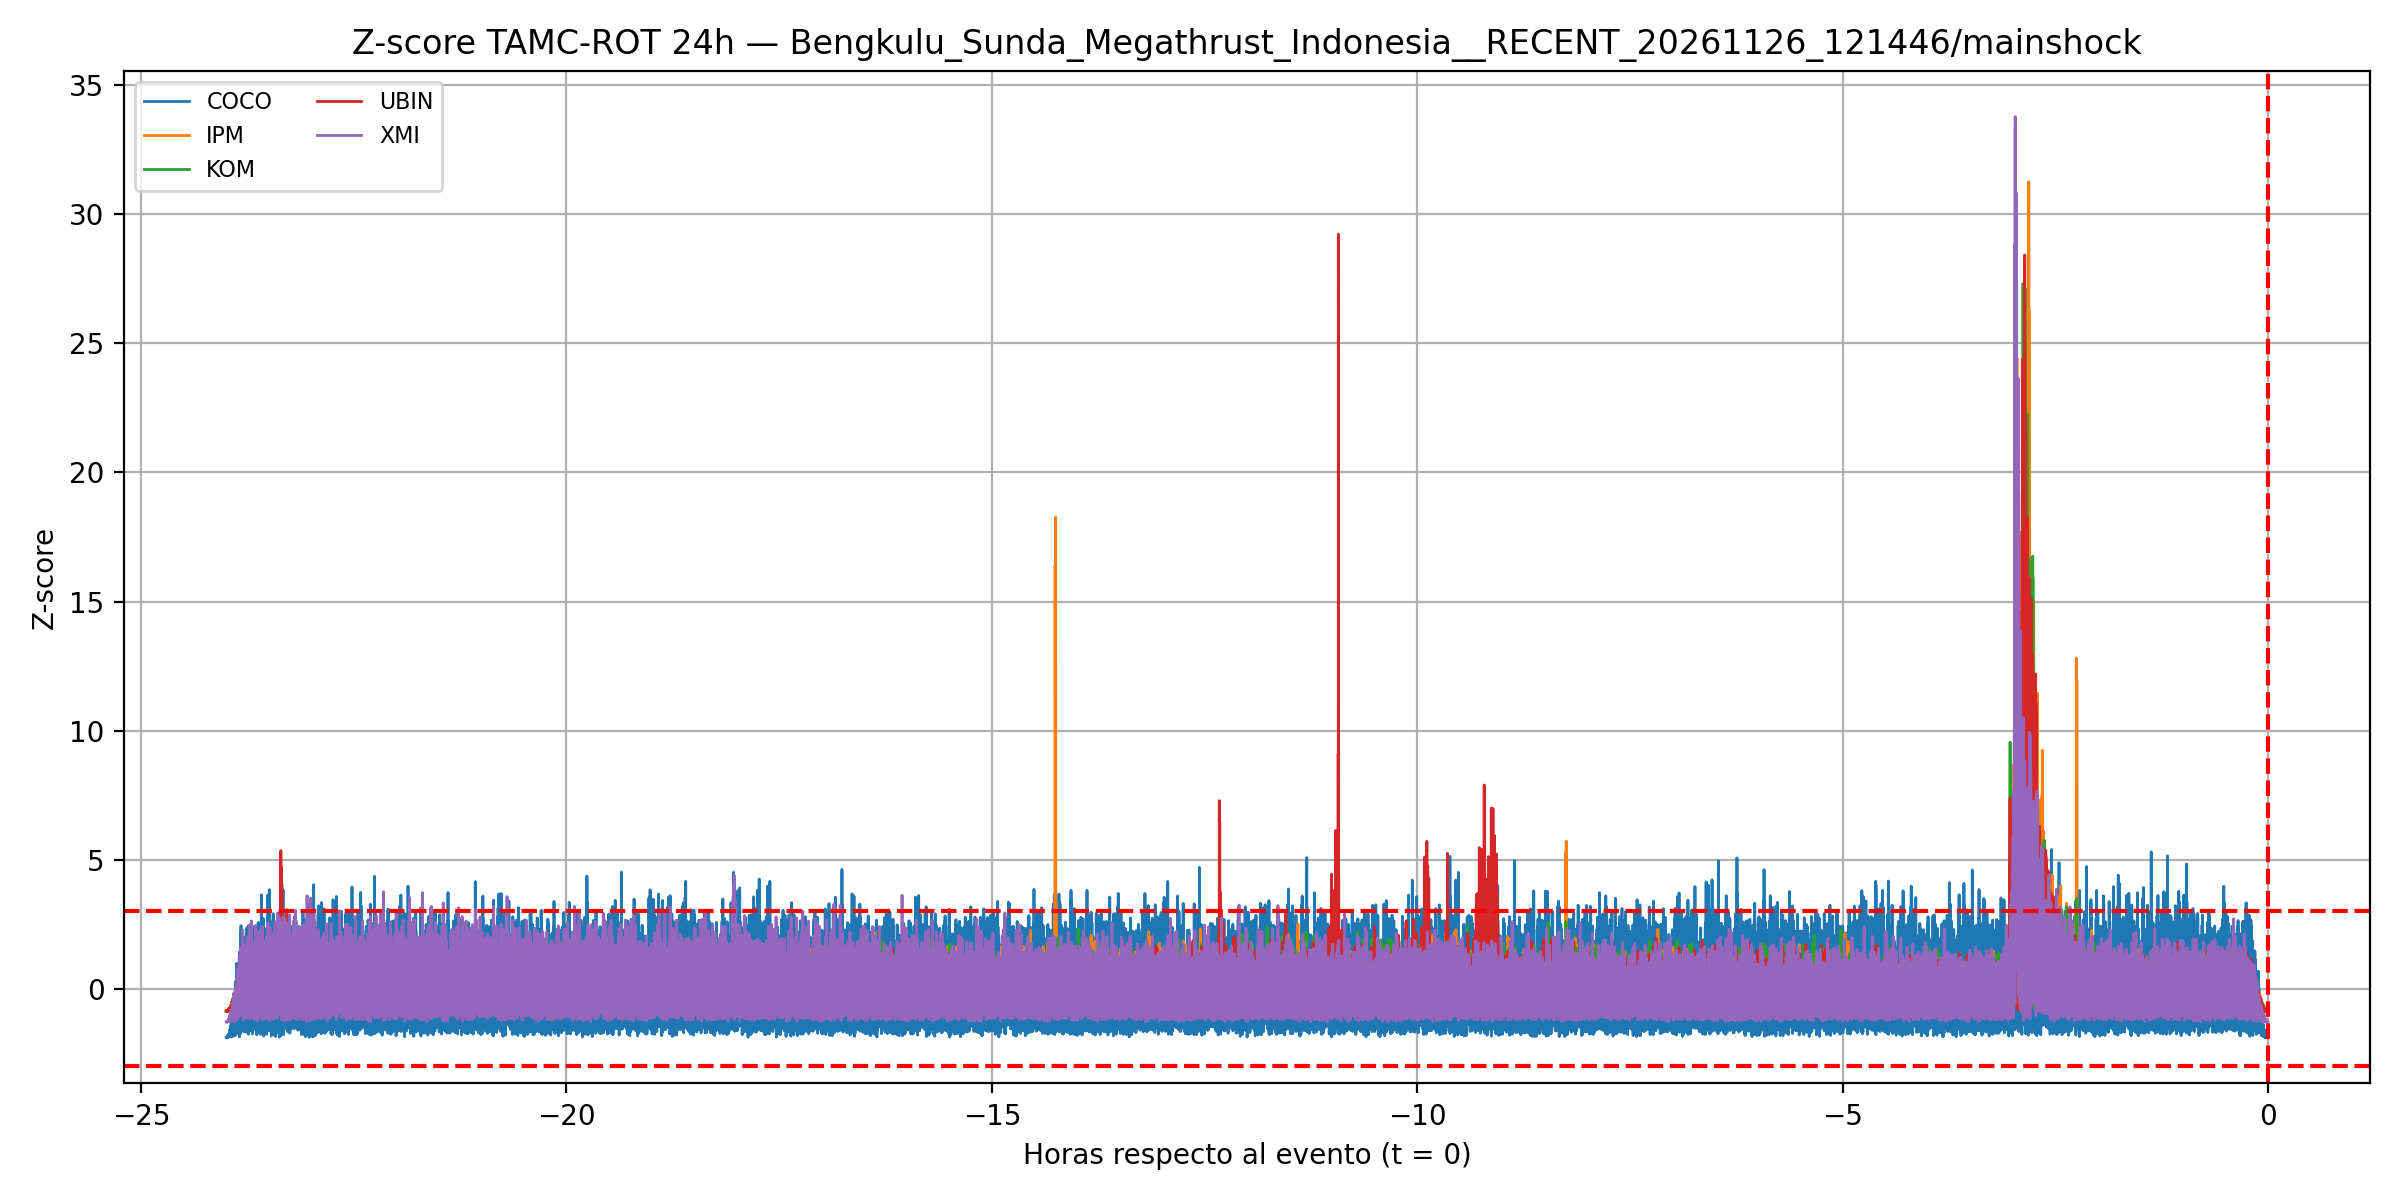 Z-score TAMC-ROT 24h — Bengkulu_Sunda_Megathrust_Indonesia__RECENT_20261126_121446/mainshock
COCO
IPM
KOM
UBIN
XMI
Z-score
35
30
25
20
15
10
5
0
−25
−20
−15
−10
−5
0
Horas respecto al evento (t = 0)